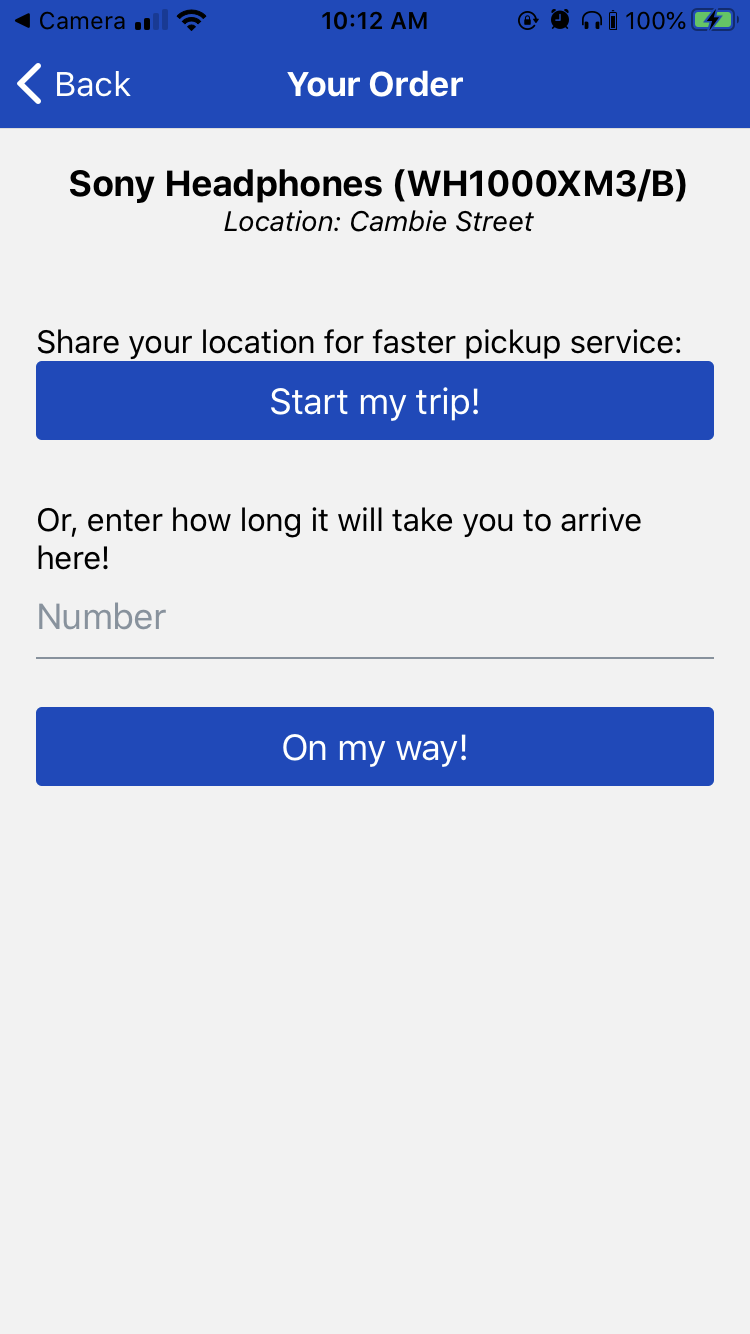 Camera 10:12 AM 100%
Back Your Order
Sony Headphones (WH1000XM3/B)
Location: Cambie Street
Share your location for faster pickup service:
Start my trip!
Or, enter how long it will take you to arrive
here!
Number
On my way!